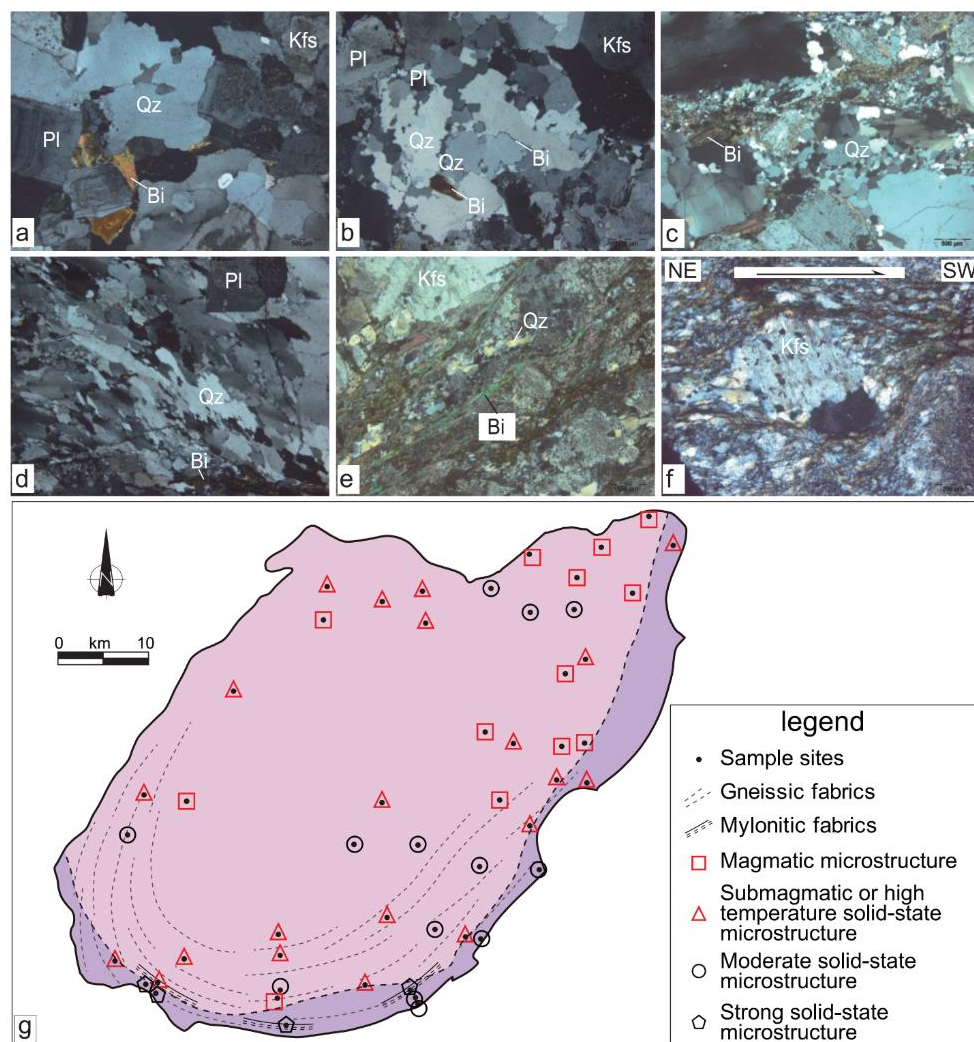 Kfs
Qz
Pl
Bi
a
Pl
Pl
Kfs
Qz
Qz
Bi
Bi
b
Bi
Qz
c
500 µm
Pl
Qz
Bi
d
Kfs
Qz
Bi
e
NE
SW
Kfs
f
N
0 km 10
g
legend
Sample sites
Gneissic fabrics
Mylonitic fabrics
Magmatic microstructure
Submagmatic or high
temperature solid-state
microstructure
Moderate solid-state
microstructure
Strong solid-state
microstructure